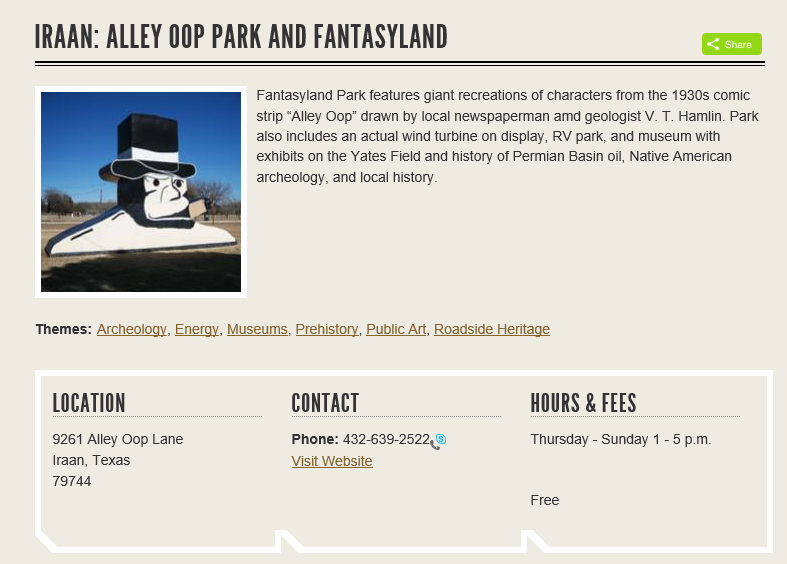 IRAAN: ALLEY OOP PARK AND FANTASYLAND
Share
Fantasyland Park features giant recreations of characters from the 1930s comic
strip “Alley Oop” drawn by local newspaperman amd geologist V. T. Hamlin. Park
also includes an actual wind turbine on display, RV park, and museum with
exhibits on the Yates Field and history of Permian Basin oil, Native American
archeology, and local history.
Themes: Archeology, Energy, Museums, Prehistory, Public Art, Roadside Heritage
LOCATION
9261 Alley Oop Lane
Iraan, Texas
79744
CONTACT
Phone: 432-639-2522
Visit Website
HOURS & FEES
Thursday - Sunday 1 - 5 p.m.
Free